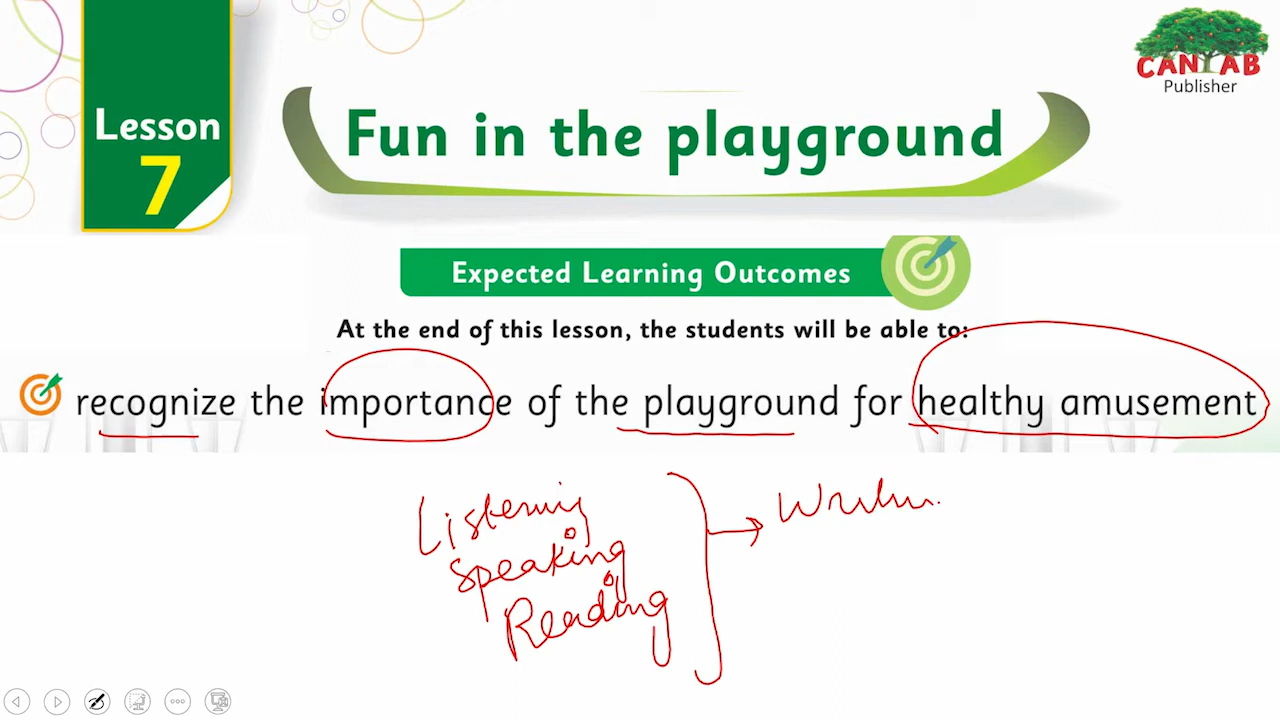 CANTAB
Publisher
Lesson
7
Fun in the playground
Expected Learning Outcomes
At the end of this lesson, the students will be able to:
recognize the importance of the playground for healthy amusement
Listening
Speaking
Reading